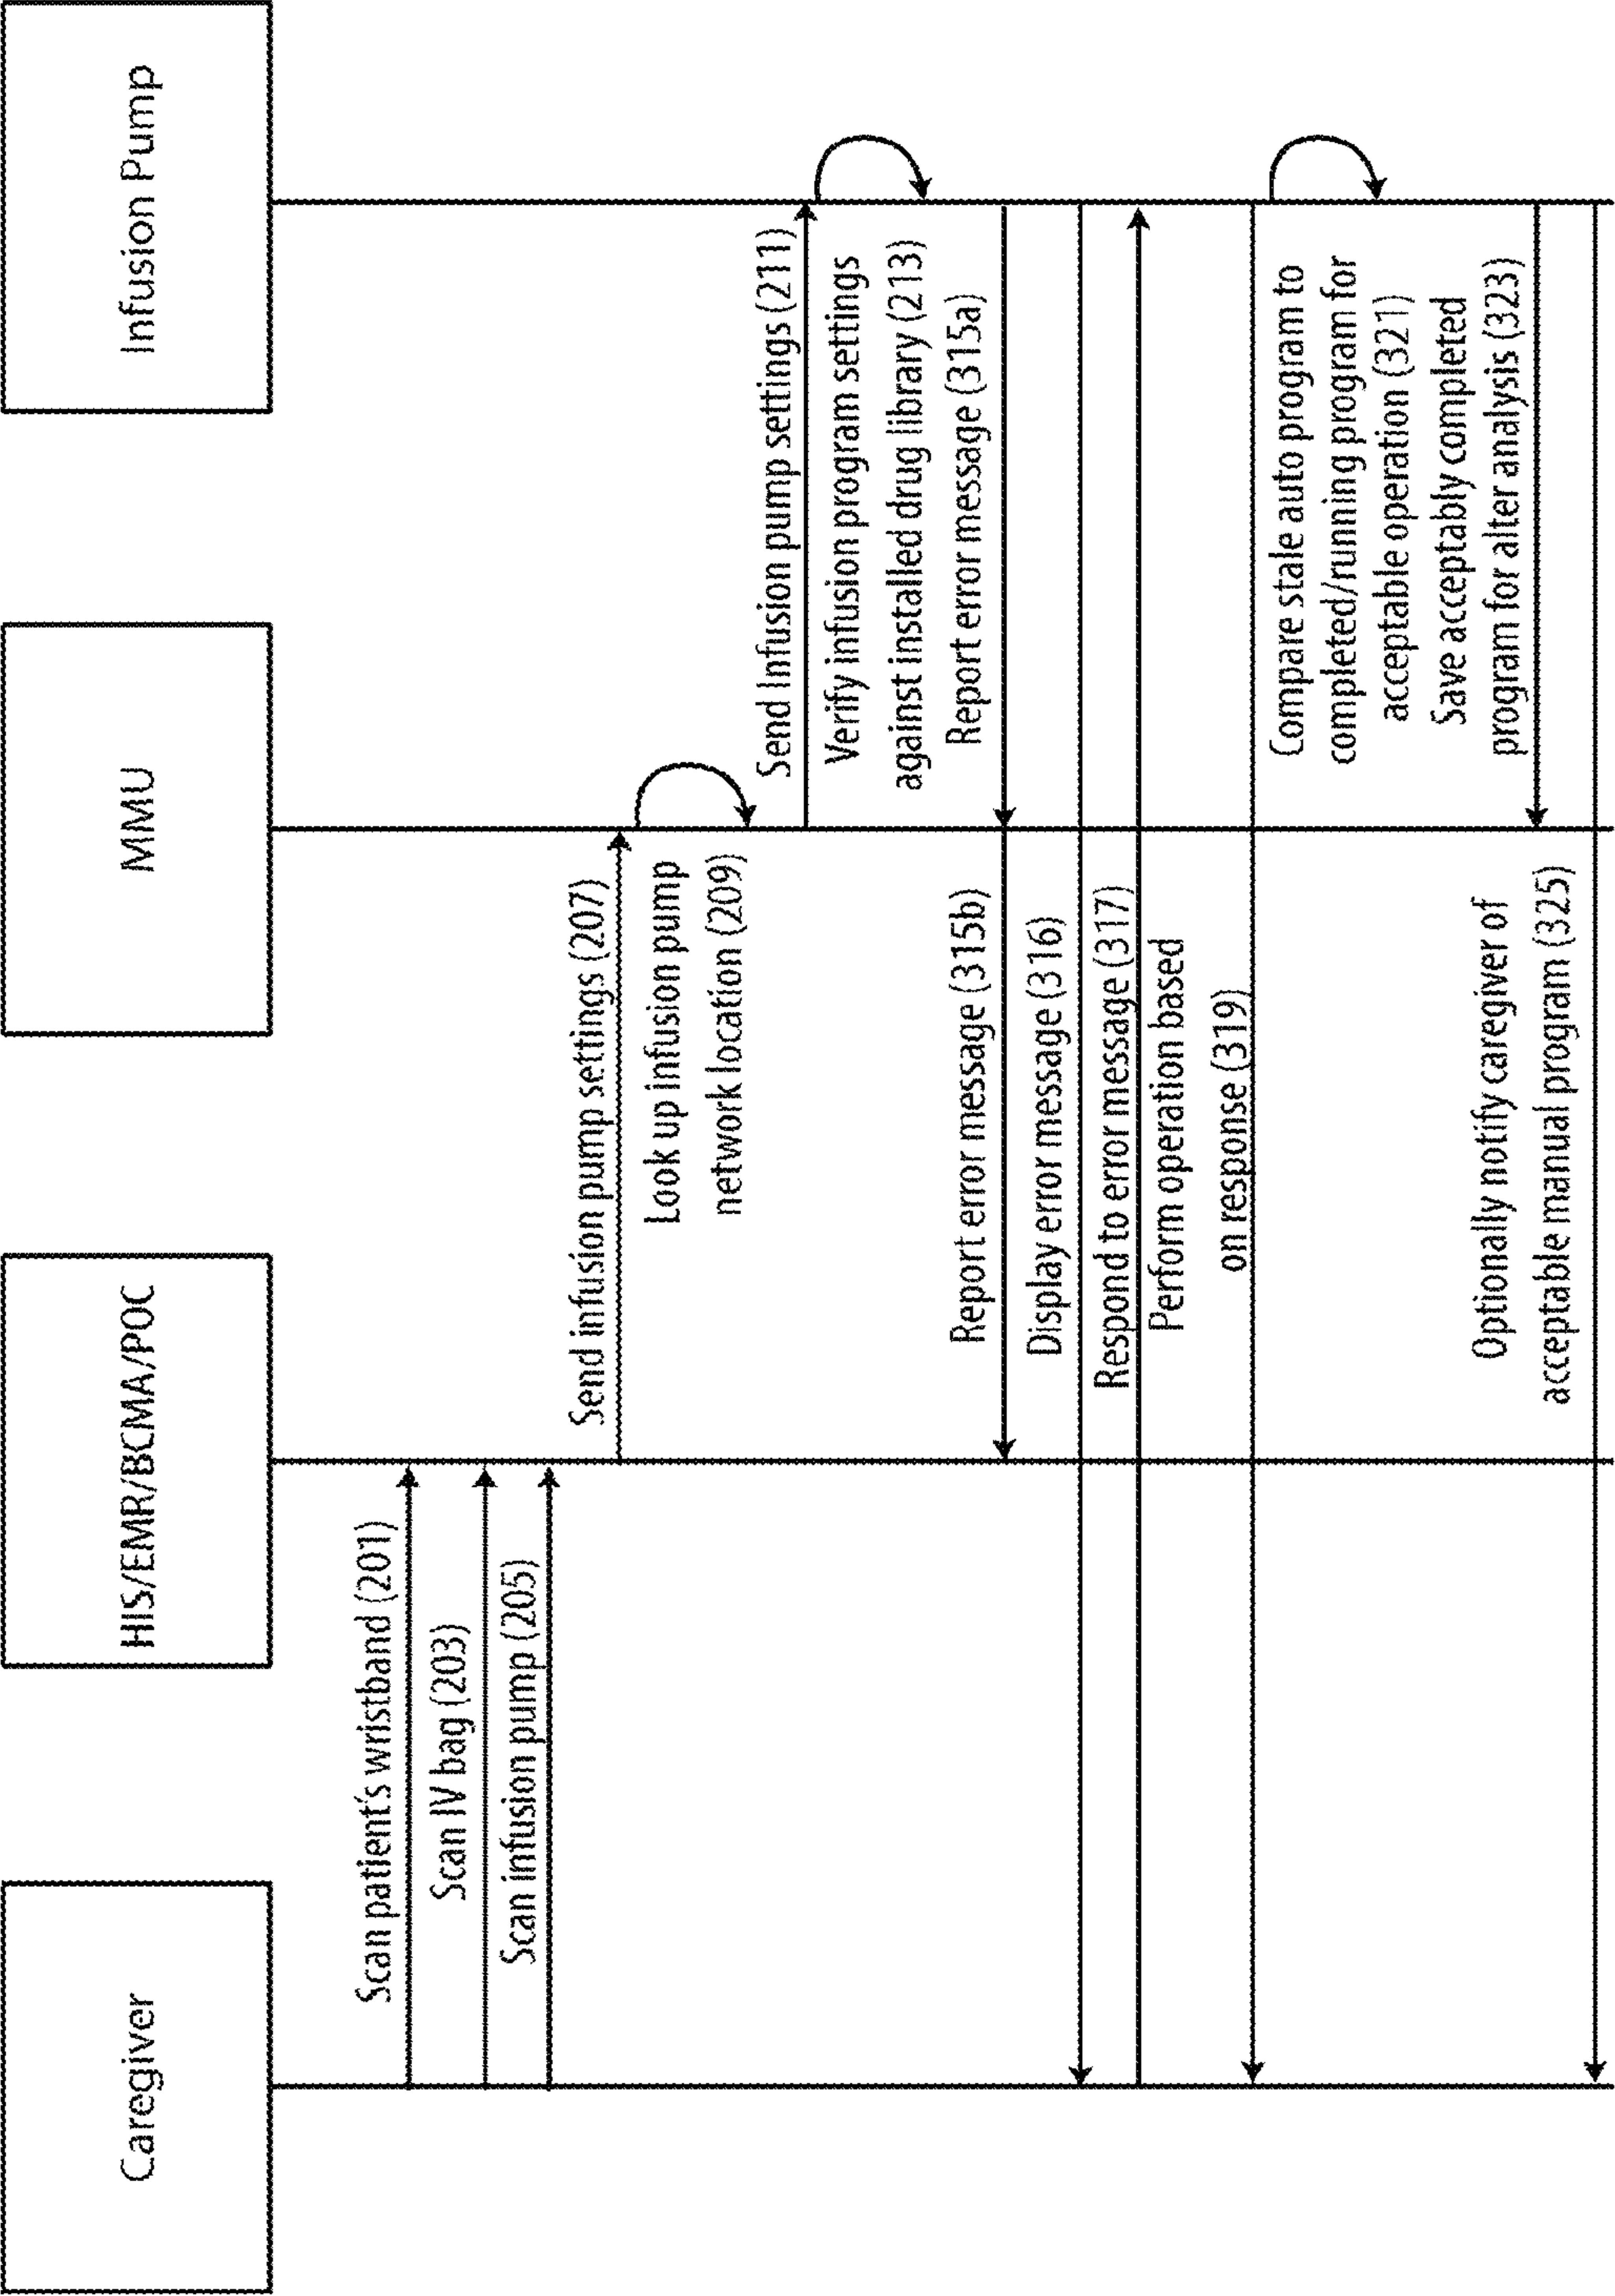 Caregiver
HIS/EMR/BCMA/POC
MMU
Infusion Pump
Scan patient's wristband (201)
Scan IV bag (203)
Scan infusion pump (205)
Send infusion pump settings (207)
Look up infusion pump
network location (209)
Send Infusion pump settings (211)
Verify infusion program settings
against installed drug library (213)
Report error message (315a)
Report error message (315b)
Display error message (316)
Respond to error message (317)
Perform operation based
on response (319)
Compare stale auto program to
completed/running program for
acceptable operation (321)
Save acceptably completed
program for alter analysis (323)
Optionally notify caregiver of
acceptable manual program (325)